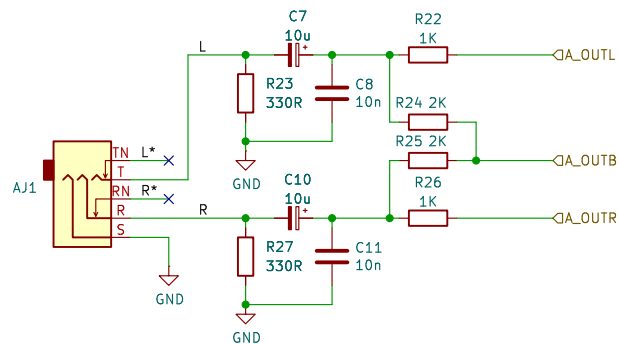 C7
10u
+
R22
1K
L
A_OUTL
R23
330R
C8
10n
R24 2K
R25 2K
GND
TN
L*
A_OUTB
T
AJ1
RN
R*
C10
10u
+
R26
1K
R
R
A_OUTR
S
R27
330R
C11
10n
GND
GND